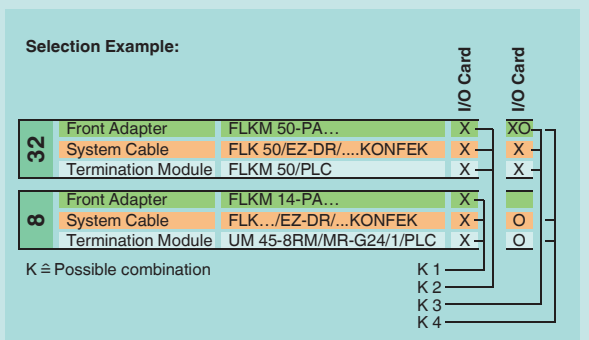 Selection Example:
I/O Card
I/O Card
32
Front Adapter FLKM 50-PA… X XO
System Cable FLK 50/EZ-DR/....KONFEK X X
Termination Module FLKM 50/PLC X X
8
Front Adapter FLKM 14-PA… X
System Cable FLK…/EZ-DR/...KONFEK X O
Termination Module UM 45-8RM/MR-G24/1/PLC X O
K ≙ Possible combination
K 1
K 2
K 3
K 4